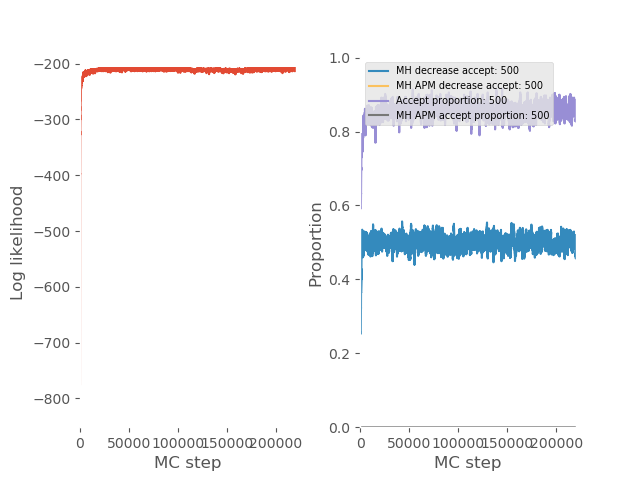 −200
−300
−400
−500
−600
−700
−800
Log likelihood
0 50000 100000 150000 200000
MC step
1.0
0.8
0.6
0.4
0.2
0.0
Proportion
MH decrease accept: 500
MH APM decrease accept: 500
Accept proportion: 500
MH APM accept proportion: 500
0 50000 100000 150000 200000
MC step